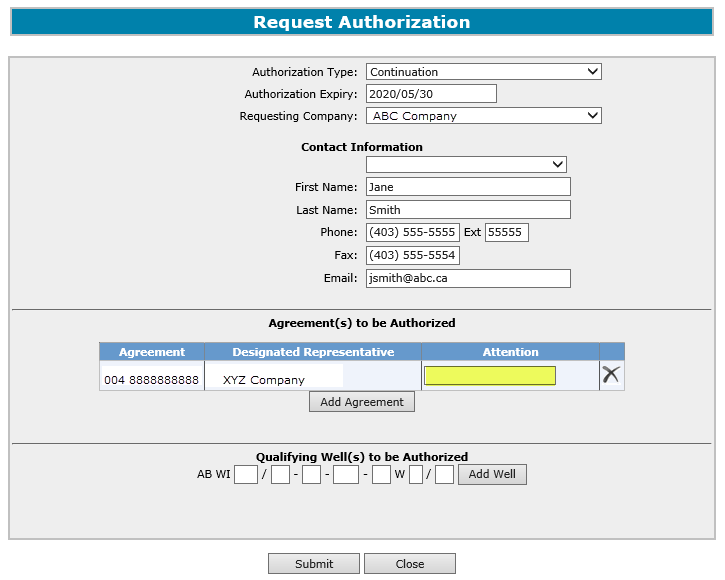 Request Authorization
Authorization Type: Continuation
Authorization Expiry: 2020/05/30
Requesting Company: ABC Company
Contact Information
First Name: Jane
Last Name: Smith
Phone: (403) 555-5555 Ext 55555
Fax: (403) 555-5554
Email: jsmith@abc.ca
Agreement(s) to be Authorized
Agreement Designated Representative Attention
004 8888888888 XYZ Company
Add Agreement
Qualifying Well(s) to be Authorized
AB WI / - - - W / Add Well
Submit Close